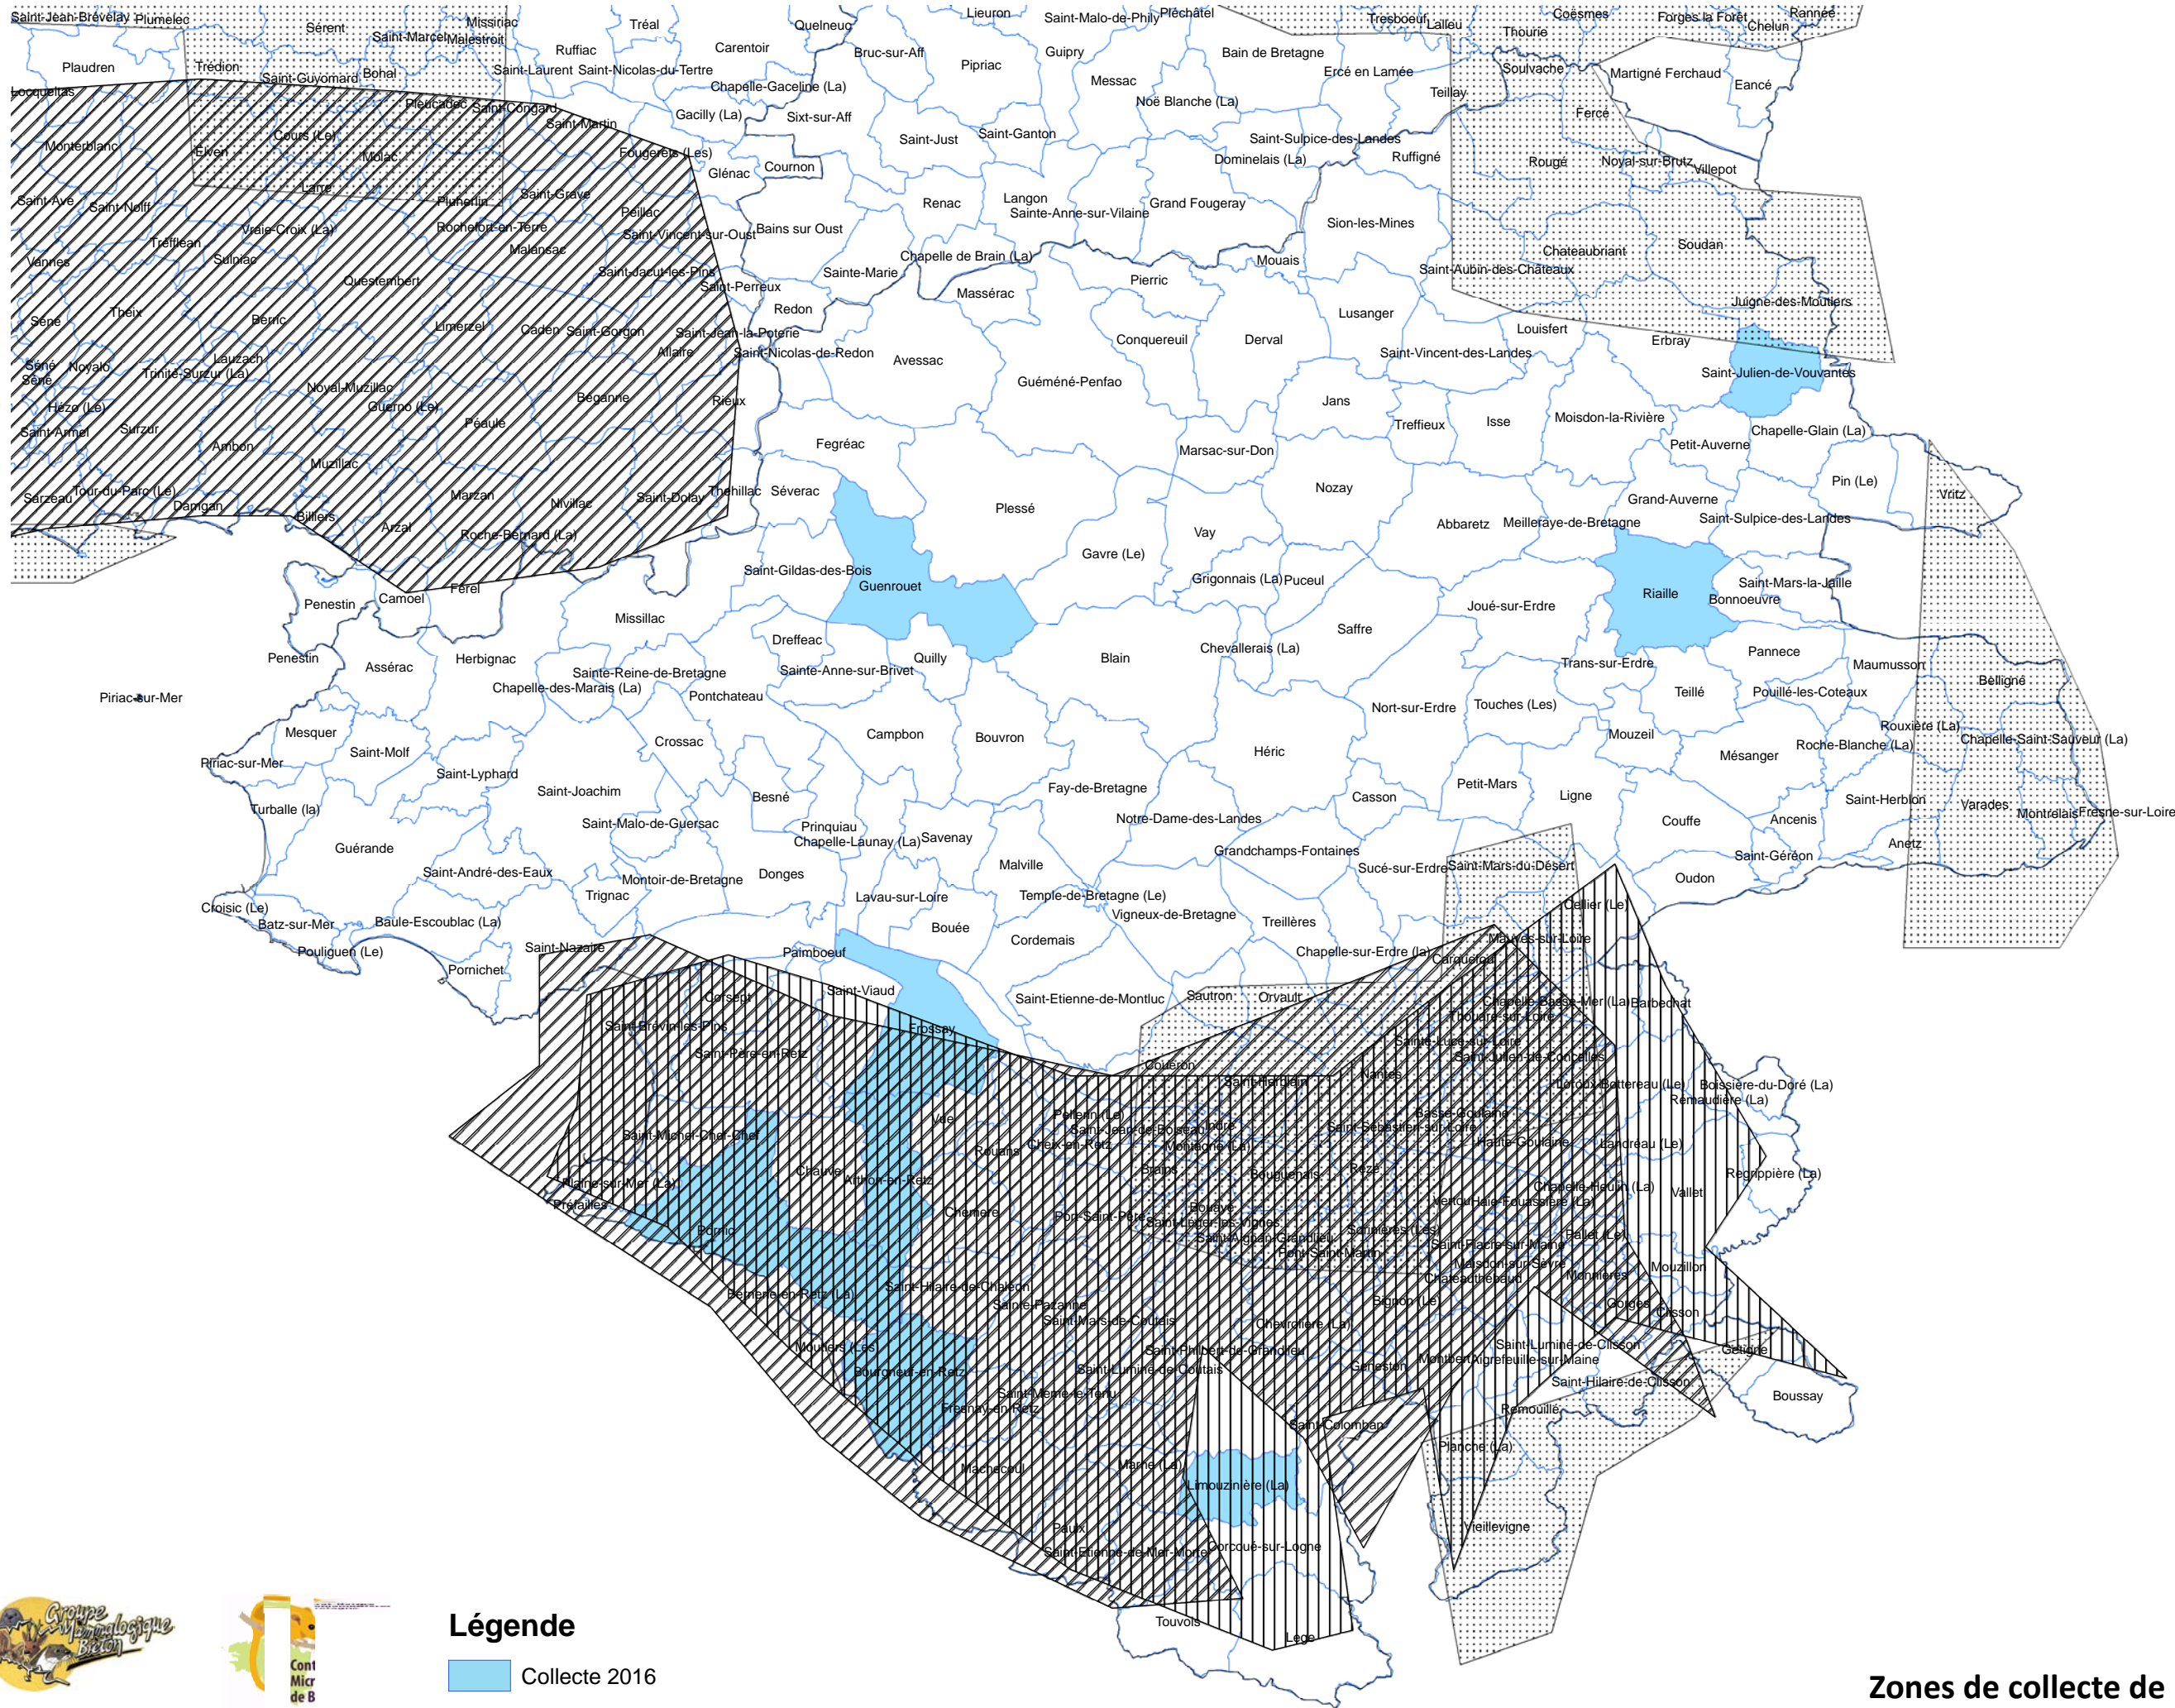 Saint-Jean-Brévelay
Plumelec
Sérent
Missiriac
Saint-Marcel
Malestroit
Tréal
Quelneuc
Lieuron
Saint-Malo-de-Phily
Pléchâtel
Tresboeuf
Lalleu
Coësmes
Thourie
Forges la Forêt
Chelun
Rannée
Plaudren
Trédion
Saint-Guyomard
Bohal
Ruffiac
Saint-Laurent
Saint-Nicolas-du-Tertre
Carentoir
Chapelle-Gaceline (La)
Bruc-sur-Aff
Pipriac
Guipry
Messac
Bain de Bretagne
Ercé en Lamée
Teillay
Soulvache
Martigné Ferchaud
Eancé
Locqueltas
Pleucadec
Saint-Congard
Saint-Martin
Gacilly (La)
Sixt-sur-Aff
Noë Blanche (La)
Fercé
Monterblanc
Elven
Cours (Le)
Molac
Fougerêts (Les)
Glénac
Cournon
Saint-Just
Saint-Ganton
Saint-Sulpice-des-Landes
Dominelais (La)
Ruffigné
Rougé
Noyal-sur-Brutz
Villepot
Saint-Avé
Saint-Nolff
Larré
Pluherlin
Saint-Gravé
Peillac
Renac
Langon
Sainte-Anne-sur-Vilaine
Grand Fougeray
Sion-les-Mines
Tréffléan
Vraie-Croix (La)
Rochefort-en-Terre
Malansac
Saint-Vincent-sur-Oust
Bains sur Oust
Chapelle de Brain (La)
Mouais
Chateaubriant
Soudan
Vannes
Sulniac
Questembert
Saint-Jacut-les-Pins
Saint-Perreux
Sainte-Marie
Massérac
Pierric
Saint-Aubin-des-Châteaux
Juigne-des-Moutiers
Séné
Theix
Berric
Limerzel
Caden
Saint-Gorgon
Saint-Jean-la-Poterie
Redon
Lusanger
Louisfert
Erbray
Séné
Séné
Noyalo
Lauzach
Trinité-Surzur (La)
Allaire
Saint-Nicolas-de-Redon
Avessac
Conquereuil
Derval
Saint-Vincent-des-Landes
Saint-Julien-de-Vouvantes
Hézo (Le)
Noyal-Muzillac
Guerno (Le)
Béganne
Rieux
Guéméné-Penfao
Jans
Treffieux
Isse
Moisdon-la-Rivière
Saint-Armel
Surzur
Ambon
Péaule
Muzillac
Fegréac
Marsac-sur-Don
Petit-Auverne
Chapelle-Glain (La)
Sarzeau
Tour-du-Parc (Le)
Damgan
Billiers
Arzal
Marzan
Nivillac
Saint-Dolay
Théhillac
Séverac
Plessé
Nozay
Abbaretz
Meilleraye-de-Bretagne
Grand-Auverne
Pin (Le)
Vritz
Saint-Sulpice-des-Landes
Roche-Bernard (La)
Gavre (Le)
Vay
Saint-Gildas-des-Bois
Guenrouet
Grigonnais (La)
Puceul
Riaille
Saint-Mars-la-Jaille
Bonnoeuvre
Penestin
Camoel
Férel
Missillac
Joué-sur-Erdre
Saffre
Dreffeac
Quilly
Blain
Chevallerais (La)
Trans-sur-Erdre
Pannece
Maumusson
Belligné
Penestin
Assérac
Herbignac
Sainte-Reine-de-Bretagne
Chapelle-des-Marais (La)
Pontchateau
Sainte-Anne-sur-Brivet
Teillé
Pouillé-les-Coteaux
Piriac-sur-Mer
Mesquer
Saint-Molf
Crossac
Campbon
Bouvron
Nort-sur-Erdre
Touches (Les)
Mouzeil
Rouxière (La)
Chapelle-Saint-Sauveur (La)
Roche-Blanche (La)
Mésanger
Piriac-sur-Mer
Saint-Lyphard
Saint-Joachim
Besné
Héric
Fay-de-Bretagne
Casson
Petit-Mars
Ligne
Turballe (la)
Saint-Malo-de-Guersac
Prinquiau
Chapelle-Launay (La)
Savenay
Notre-Dame-des-Landes
Couffe
Ancenis
Saint-Herblon
Varades
Montrelais
Fresne-sur-Loire
Guérande
Saint-André-des-Eaux
Montoir-de-Bretagne
Donges
Malville
Grandchamps-Fontaines
Sucé-sur-Erdre
Saint-Mars-du-Désert
Oudon
Saint-Géréon
Anetz
Trignac
Lavau-sur-Loire
Temple-de-Bretagne (Le)
Cellier (Le)
Croisic (Le)
Batz-sur-Mer
Baule-Escoublac (La)
Bouée
Vigneux-de-Bretagne
Treillères
Pouliguen (Le)
Pornichet
Saint-Nazaire
Paimboeuf
Cordemais
Chapelle-sur-Erdre (la)
Mauves-sur-Loire
Carquefou
Corsept
Saint-Viaud
Saint-Etienne-de-Montluc
Sautron
Orvault
Chapelle-Basse-Mer (La)
Barbechat
Thouaré-sur-Loire
Saint-Brévin-les-Pins
Frossay
Saint-Père-en-Retz
Sainte-Luce-sur-Loire
Saint-Julien-de-Concelles
Couëron
Saint-Herblain
Nantes
Loroux-Bottereau (Le)
Boissière-du-Doré (La)
Remaudière (La)
Vue
Pellerin (Le)
Saint-Jean-de-Boiseau
Indre
Basse-Goulaine
Saint-Sébastien-sur-Loire
Saint-Michel-Chef-Chef
Rouans
Cheix-en-Retz
Montagne (La)
Haute-Goulaine
Landreau (Le)
Chauvé
Arthon-en-Retz
Brains
Bouguenais
Rezé
Regrippière (La)
Plaine-sur-Mer (La)
Préfailles
Chapelle-Heulin (La)
Vallet
Vertou
Haie-Fouassière (La)
Pornic
Chéméré
Port-Saint-Père
Bouaye
Saint-Léger-les-Vignes
Saint-Aignan-Grandlieu
Sorinières (Les)
Pont-Saint-Martin
Saint-Fiacre-sur-Maine
Pallet (Le)
Maisdon-sur-Sèvre
Chateauthébaud
Monnières
Mouzillon
Bernerie-en-Retz (La)
Saint-Hilaire-de-Chaléon
Sainte-Pazanne
Saint-Mars-de-Coutais
Bignon (Le)
Chevrolière (La)
Gorges
Clisson
Moutiers (Les
Saint-Philbert-de-Grandlieu
Saint-Lumine-de-Coutais
Geneston
Montbert
Aigrefeuille-sur-Maine
Saint-Luminé-de-Clisson
Gétigné
Bourgneuf-en-Retz
Saint-Même-le-Tenu
Fresnay-en-Retz
Saint-Hilaire-de-Clisson
Boussay
Remouillé
Saint-Colomban
Planche (La)
Machecoul
Marne (La)
Limouzinière (La)
Vieillevigne
Paulx
Saint-Etienne-de-Mer-Morte
Corcoué-sur-Logne
Touvois
Legé
Groupe
Mammalogique
Breton
Cont
Micr
de B
Légende
Collecte 2016
Zones de collecte de